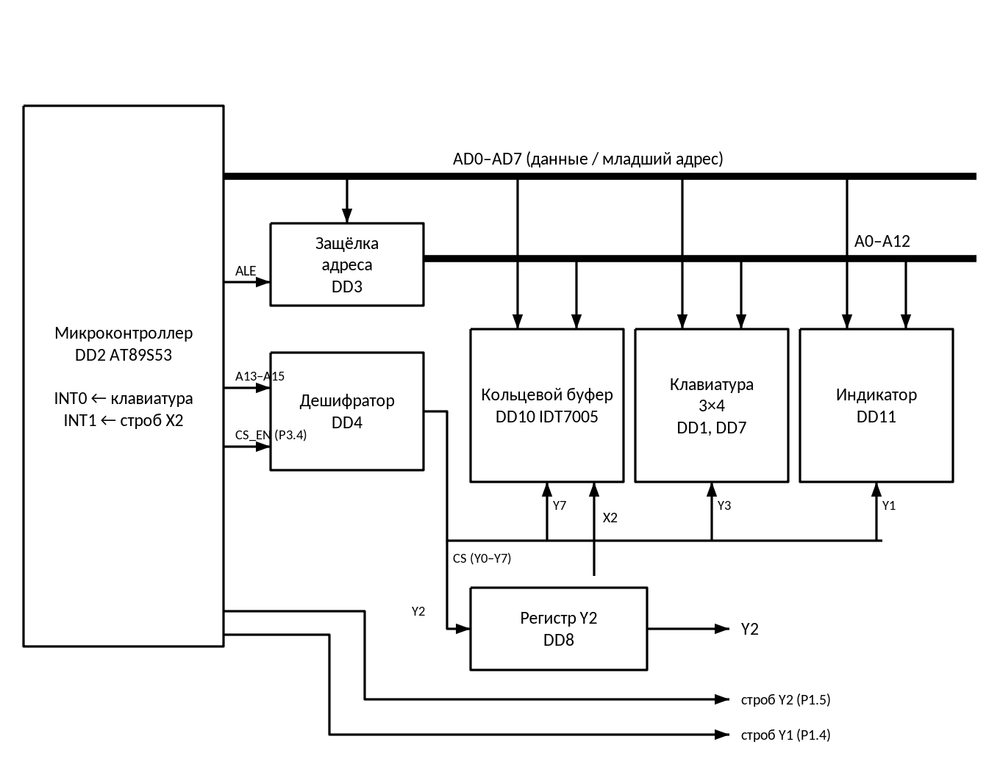 AD0–AD7 (данные / младший адрес)
A0–A12
Защёлка
адреса
DD3
ALE
Микроконтроллер
DD2 AT89S53
INT0 ← клавиатура
INT1 ← строб X2
A13–A15
CS_EN (P3.4)
Дешифратор
DD4
Кольцевой буфер
DD10 IDT7005
Клавиатура
3×4
DD1, DD7
Индикатор
DD11
Y7
X2
Y3
Y1
CS (Y0–Y7)
Y2
Регистр Y2
DD8
Y2
строб Y2 (P1.5)
строб Y1 (P1.4)